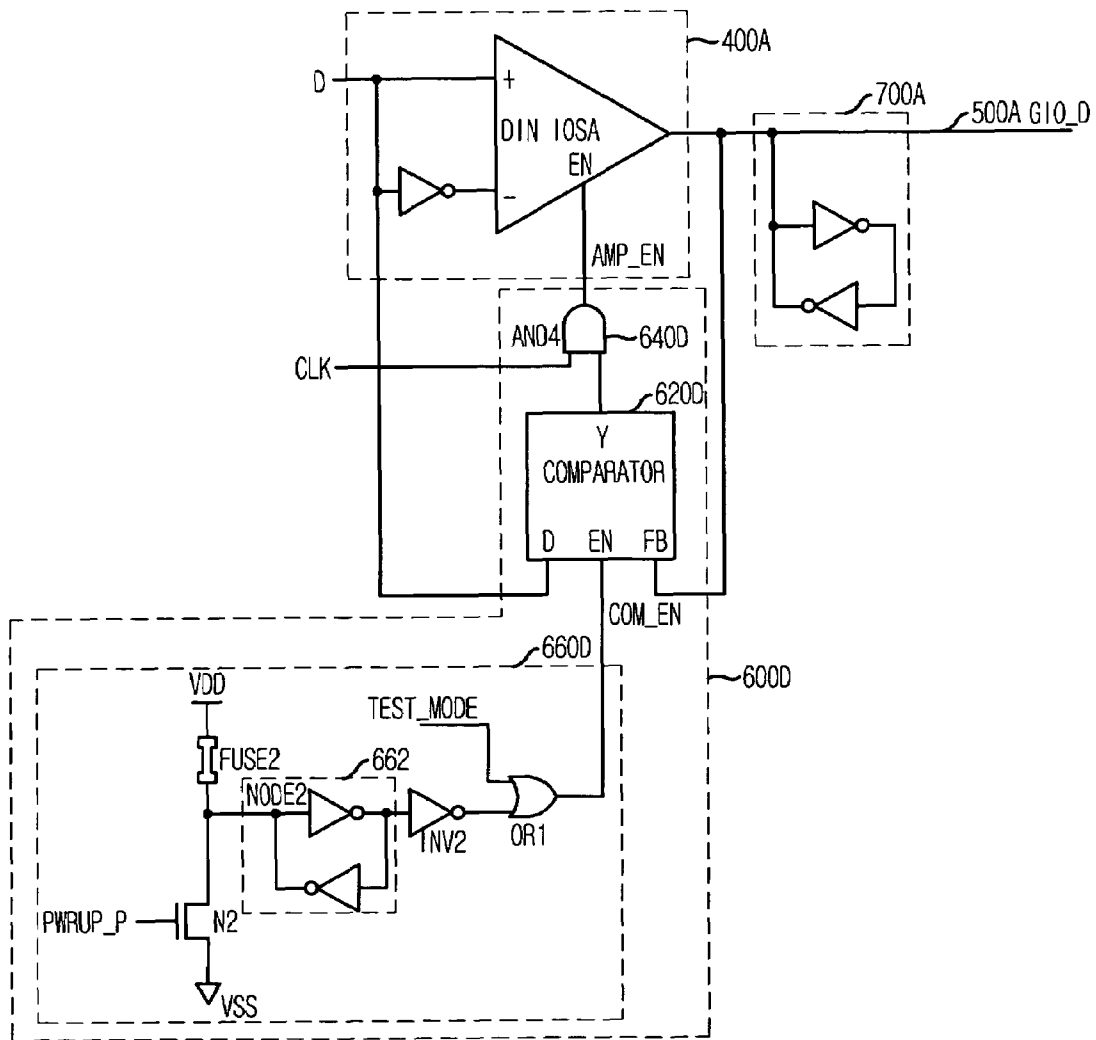 400A
D
+
DIN IOSA
EN
-
700A
500A GIO_D
AMP_EN
AND4
640D
CLK
620D
Y
COMPARATOR
D EN FB
COM_EN
660D
600D
VDD
TEST_MODE
FUSE2
662
NODE2
INV2
OR1
PWRUP_P
N2
VSS